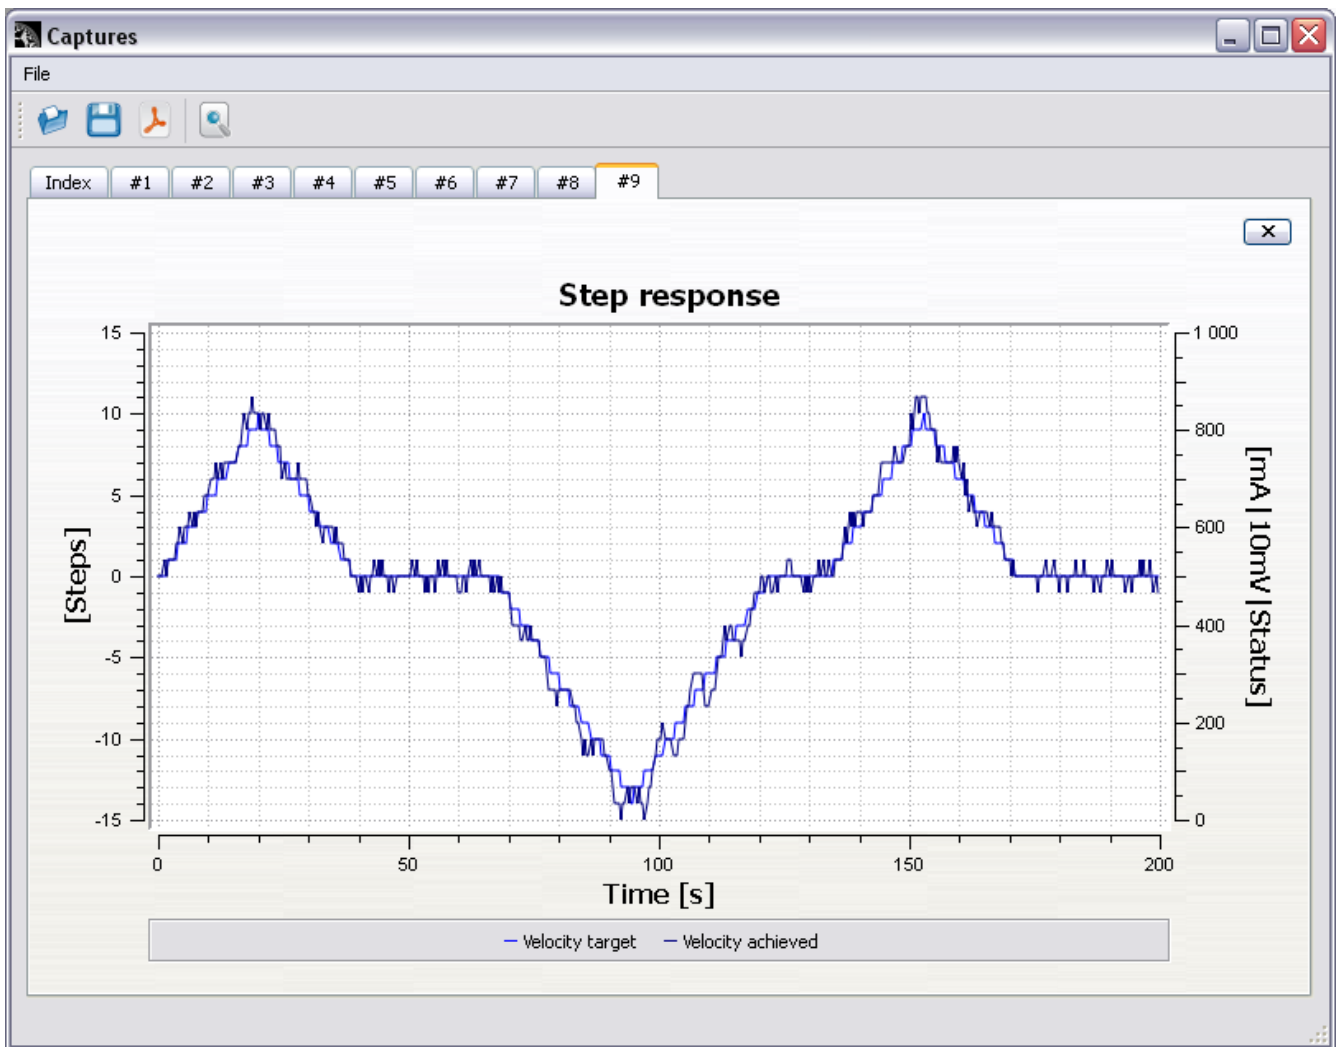 Captures
File
Index #1 #2 #3 #4 #5 #6 #7 #8 #9
Step response
15
10
5
0
-5
-10
-15
[Steps]
1 000
800
600
400
200
0
[mA|10mV|Status]
0 50 100 150 200
Time [s]
Velocity target Velocity achieved